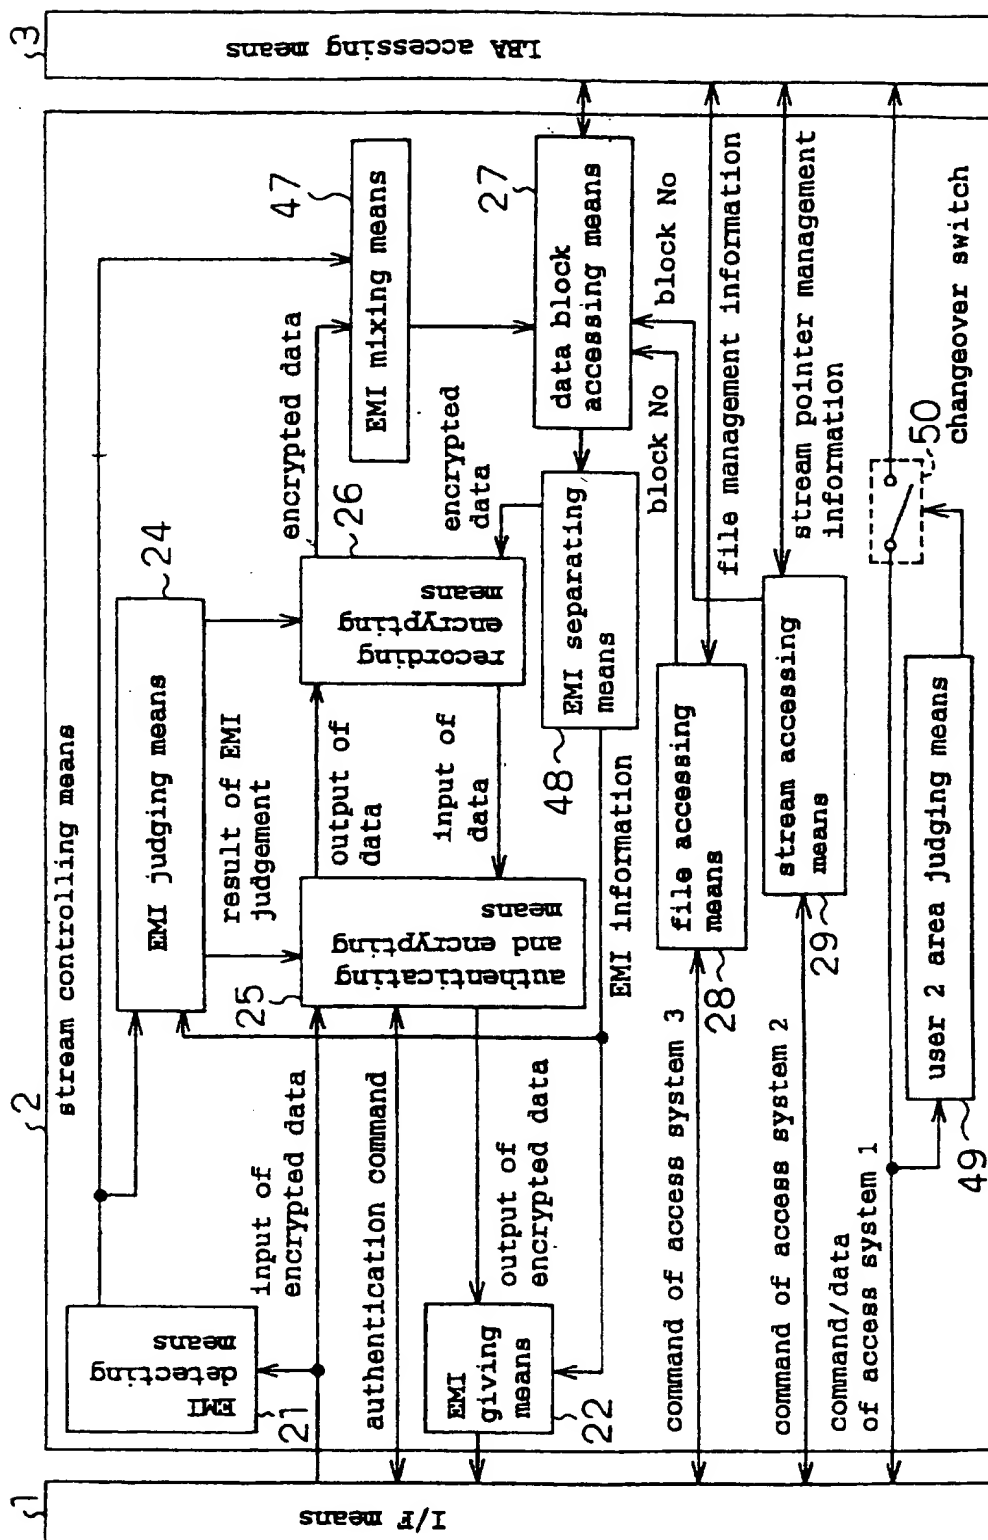 1
I/F means
2
stream controlling means
3
LBA accessing means
EMI
detecting
means
21
EMI judging means
24
result of EMI
judgement
input of
encrypted data
authentication command
25
authenticating
and encrypting
means
output of
data
input of
data
recording
encrypting
means
26
encrypted data
encrypted
data
EMI mixing means
47
data block
accessing means
27
EMI separating
means
48
EMI information
EMI
giving
means
22
output of
encrypted data
block No
block No
file management information
command of access system 3
file accessing
means
28
command of access system 2
stream accessing
means
29
stream pointer management
information
command/data
of access system 1
user 2 area judging means
49
50
changeover switch